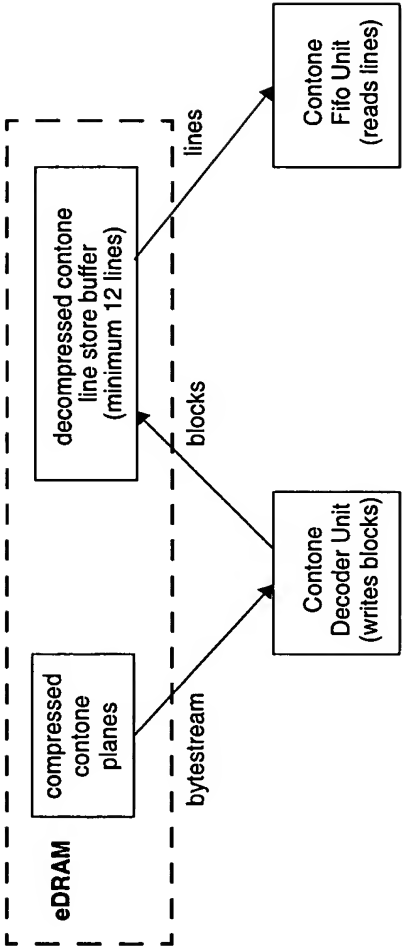 eDRAM
compressed
contone
planes
decompressed contone
line store buffer
(minimum 12 lines)
bytestream
blocks
lines
Contone
Decoder Unit
(writes blocks)
Contone
Fifo Unit
(reads lines)